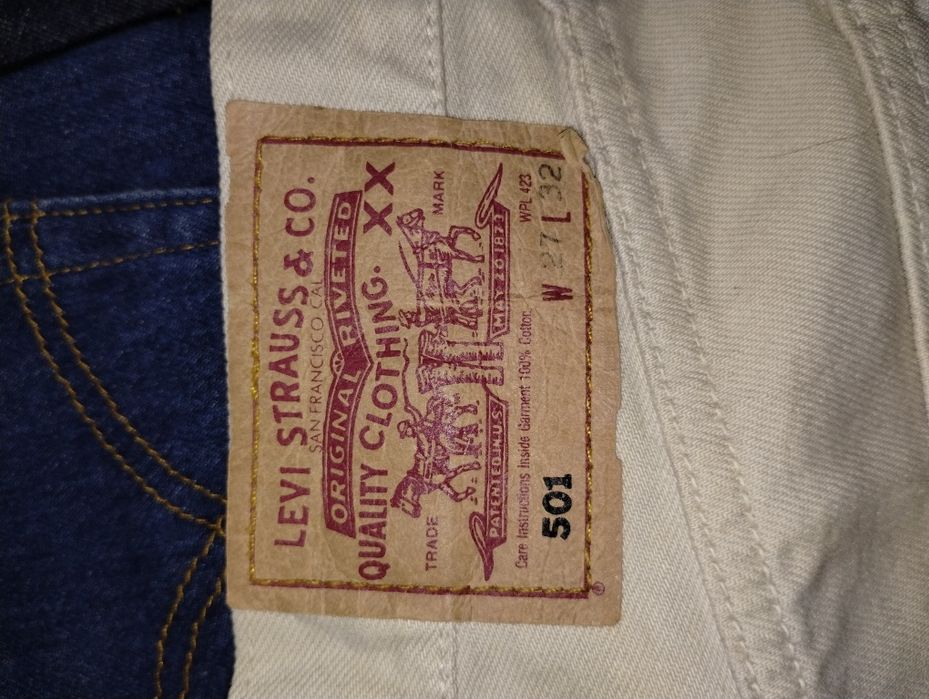 LEVI STRAUSS & CO.
SAN FRANCISCO CAL
ORIGINAL RIVETED
QUALITY CLOTHING.
XX
TRADE MARK
PATENTED IN U.S.
MAY 20 1873
WPL 423
Care Instructions Inside Garment 100% Cotton
501
W 27 L 32
®